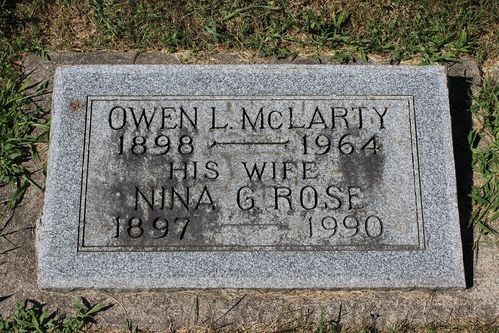 OWEN L. McLARTY
1898 — 1964
HIS WIFE
NINA G. ROSE
1897 — 1990